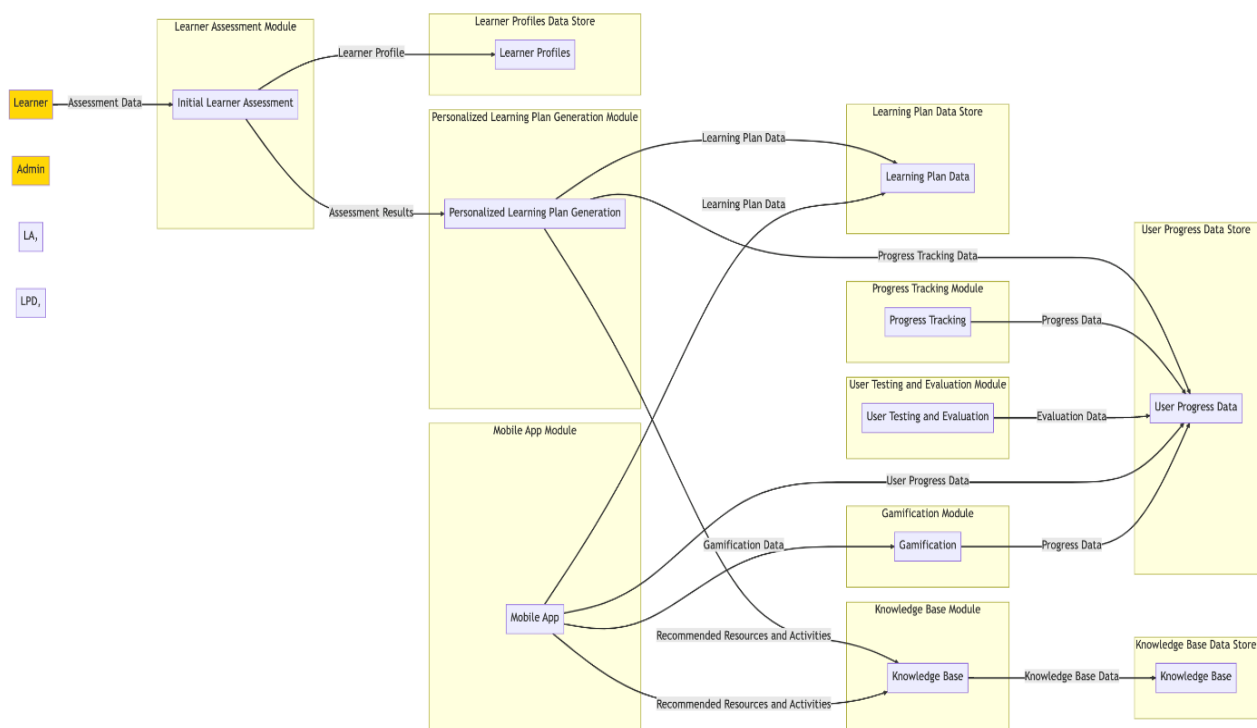 Learner Assessment Module
Learner Profiles Data Store
Learner Profile
Learner Profiles
Learner
Assessment Data
Initial Learner Assessment
Personalized Learning Plan Generation Module
Learning Plan Data Store
Learning Plan Data
Admin
Learning Plan Data
Learning Plan Data
Assessment Results
Personalized Learning Plan Generation
LA,
User Progress Data Store
Progress Tracking Data
Progress Tracking Module
LPD,
Progress Tracking
Progress Data
User Testing and Evaluation Module
User Progress Data
User Testing and Evaluation
Evaluation Data
Mobile App Module
User Progress Data
Gamification Module
Gamification Data
Gamification
Progress Data
Knowledge Base Module
Mobile App
Recommended Resources and Activities
Knowledge Base Data Store
Knowledge Base
Knowledge Base Data
Knowledge Base
Recommended Resources and Activities